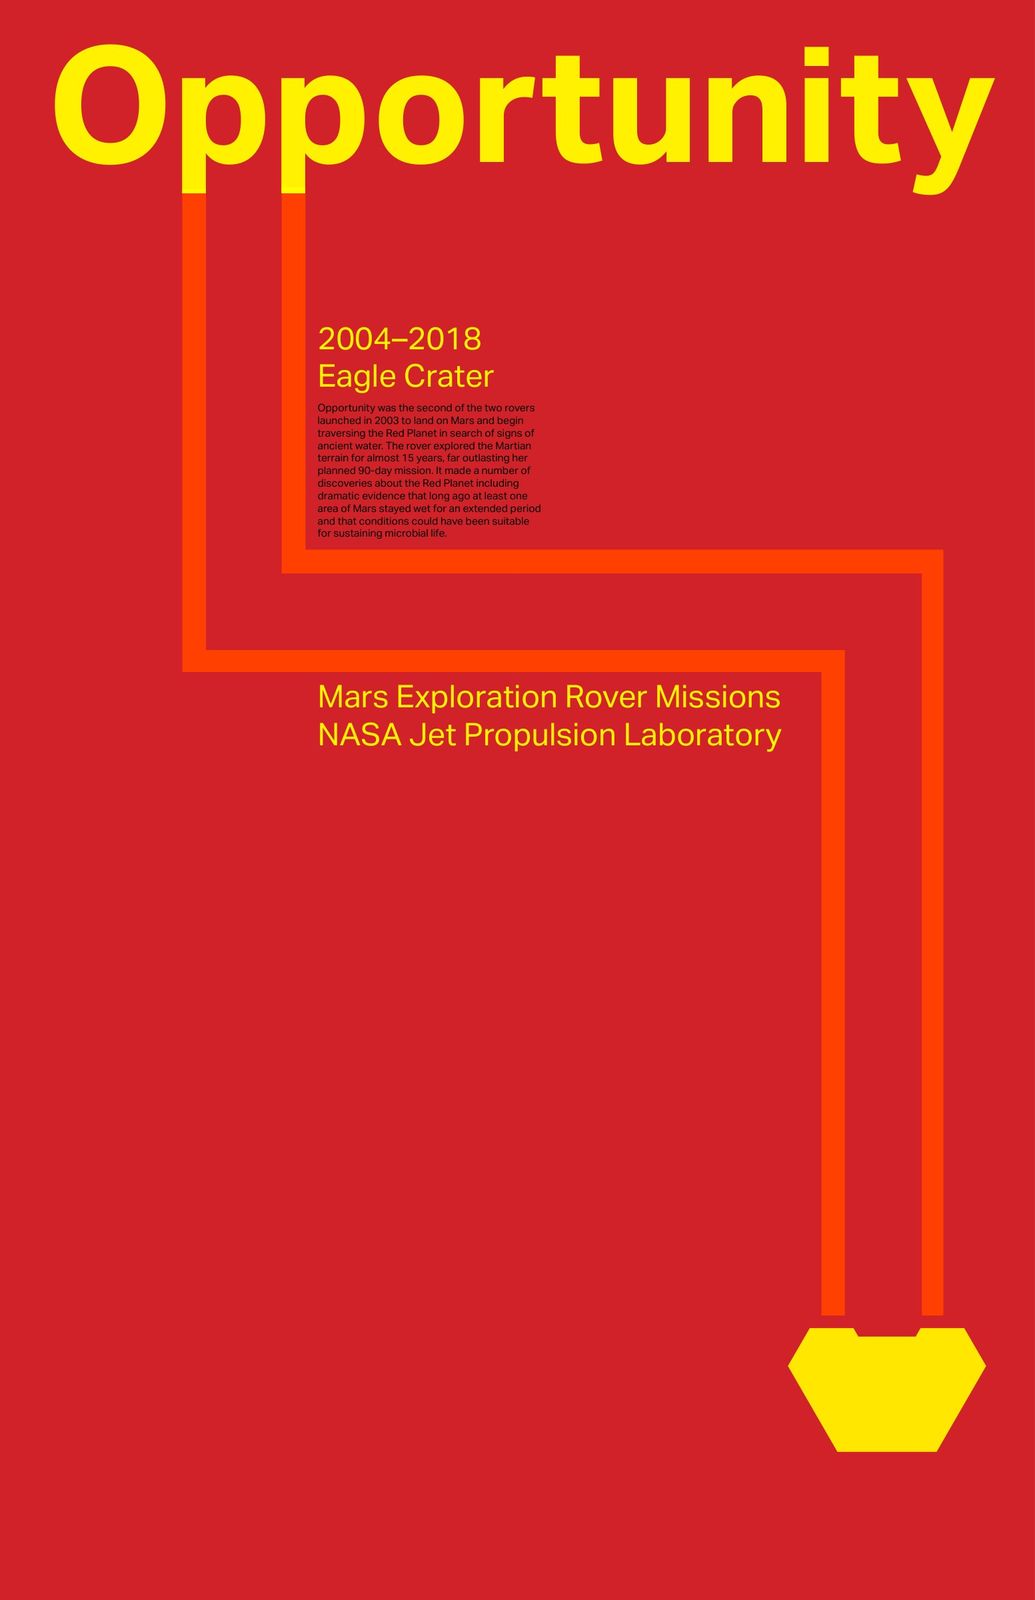 Opportunity
2004–2018
Eagle Crater
Opportunity was the second of the two rovers
launched in 2003 to land on Mars and begin
traversing the Red Planet in search of signs of
ancient water. The rover explored the Martian
terrain for almost 15 years, far outlasting her
planned 90-day mission. It made a number of
discoveries about the Red Planet including
dramatic evidence that long ago at least one
area of Mars stayed wet for an extended period
and that conditions could have been suitable
for sustaining microbial life.
Mars Exploration Rover Missions
NASA Jet Propulsion Laboratory